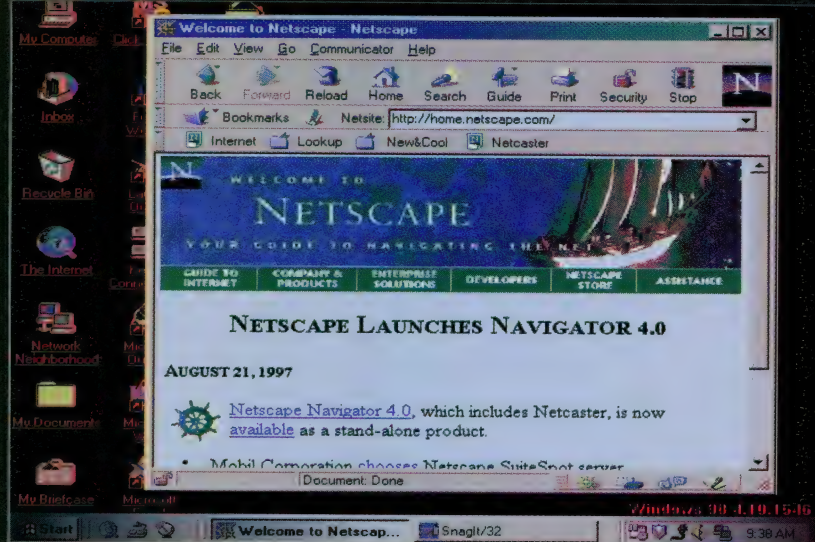 My Computer
Inbox
Recycle Bin
The Internet
Network
Neighborhood
My Documents
My Briefcase
Microsoft
Welcome to Netscape - Netscape
File Edit View Go Communicator Help
Back Forward Reload Home Search Guide Print Security Stop
N
Bookmarks Netsite: http://home.netscape.com/
Internet Lookup New&Cool Netcaster
N
WELCOME TO
NETSCAPE
YOUR GUIDE TO NAVIGATING THE NET
GUIDE TO INTERNET
COMPANY & PRODUCTS
ENTERPRISE SOLUTIONS
DEVELOPERS
NETSCAPE STORE
ASSISTANCE
NETSCAPE LAUNCHES NAVIGATOR 4.0
AUGUST 21, 1997
Netscape Navigator 4.0, which includes Netcaster, is now
available as a stand-alone product.
• Mobil Corporation chooses Netscape SuiteSpot server
Document: Done
Windows 98 4.10.1546
Start Welcome to Netscap... SnagIt/32 9:38 AM